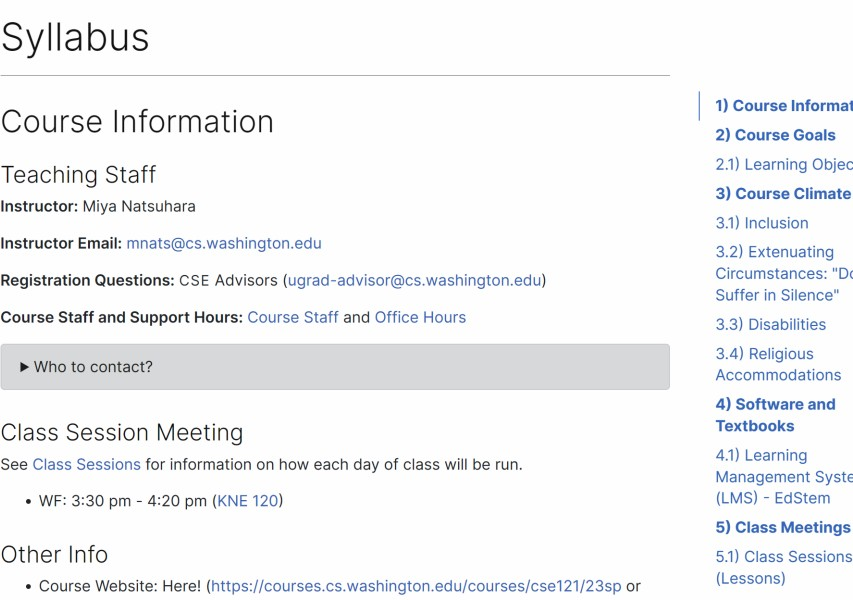 Syllabus
Course Information
Teaching Staff
Instructor: Miya Natsuhara
Instructor Email: mnats@cs.washington.edu
Registration Questions: CSE Advisors (ugrad-advisor@cs.washington.edu)
Course Staff and Support Hours: Course Staff and Office Hours
▶ Who to contact?
Class Session Meeting
See Class Sessions for information on how each day of class will be run.
• WF: 3:30 pm - 4:20 pm (KNE 120)
Other Info
• Course Website: Here! (https://courses.cs.washington.edu/courses/cse121/23sp or
1) Course Informat
2) Course Goals
2.1) Learning Objec
3) Course Climate
3.1) Inclusion
3.2) Extenuating
Circumstances: "Do
Suffer in Silence"
3.3) Disabilities
3.4) Religious
Accommodations
4) Software and
Textbooks
4.1) Learning
Management Syste
(LMS) - EdStem
5) Class Meetings
5.1) Class Sessions
(Lessons)